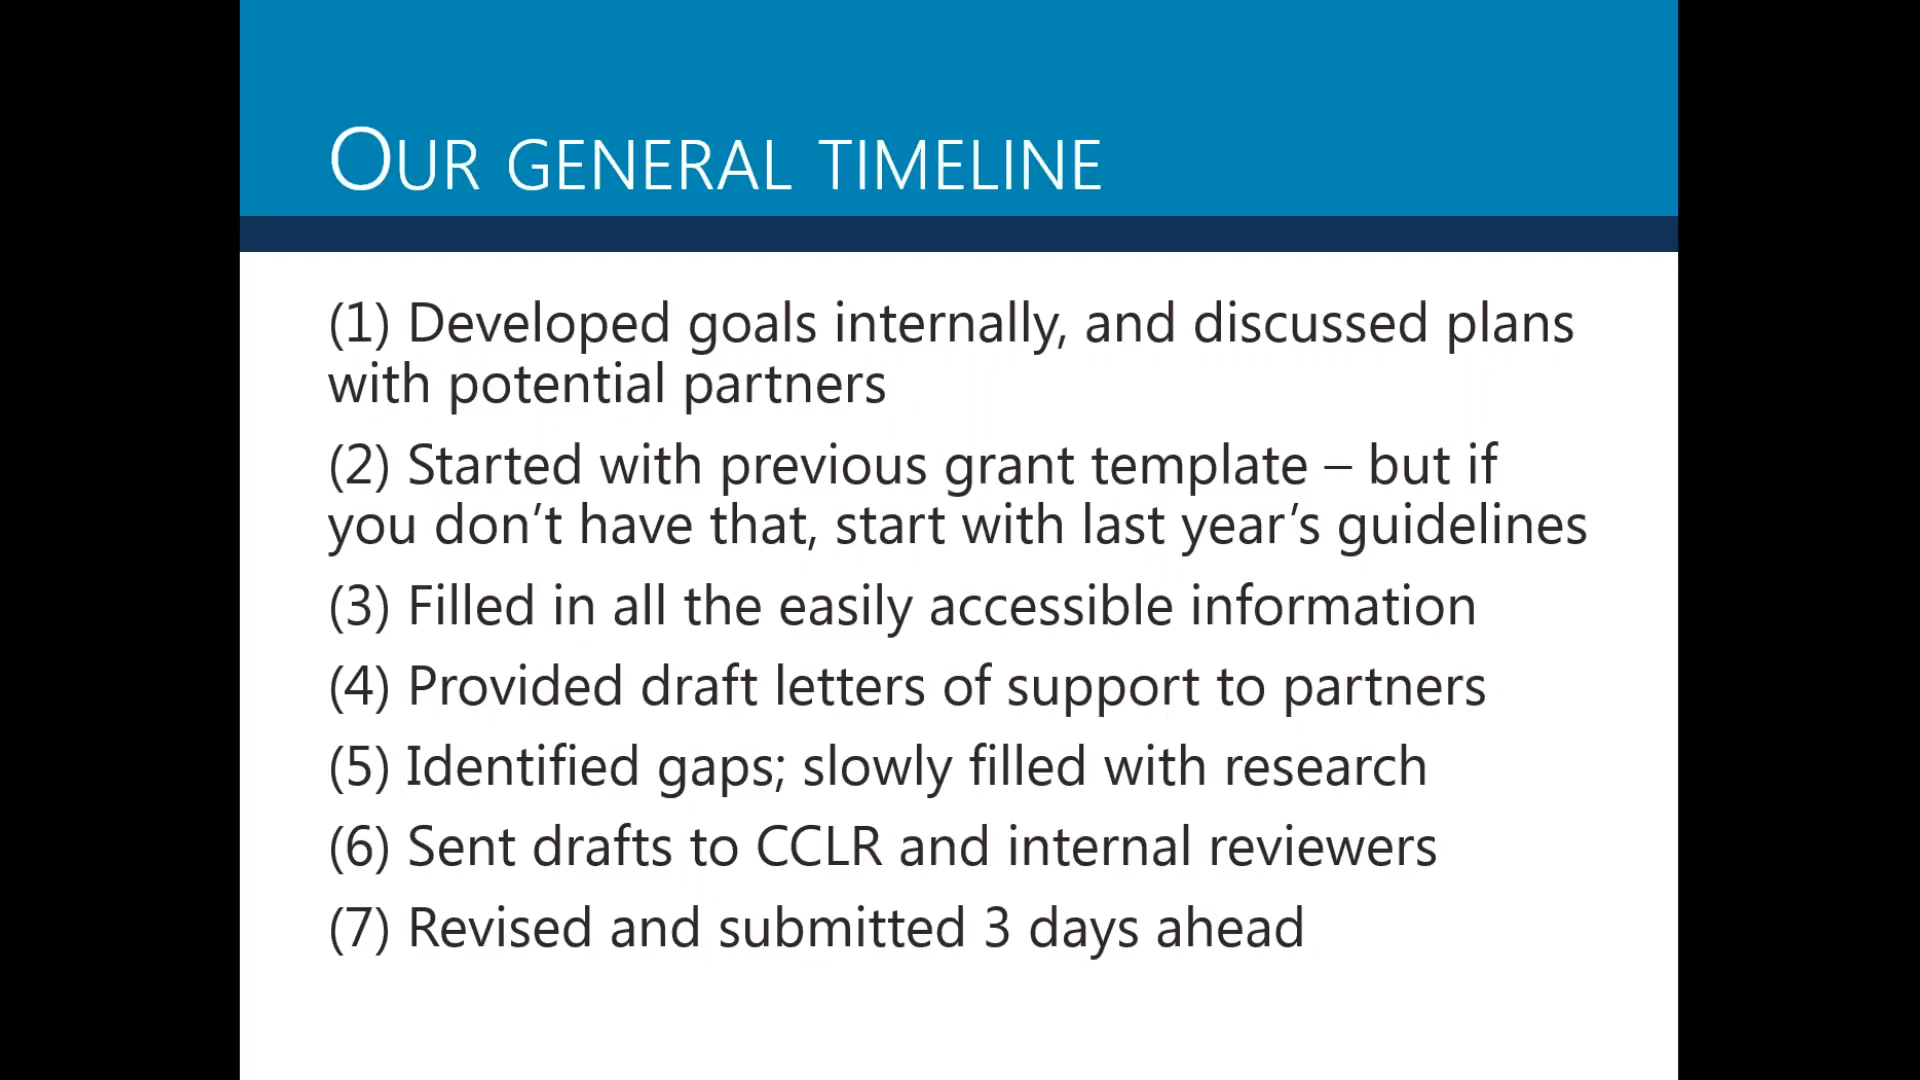 OUR GENERAL TIMELINE
(1) Developed goals internally, and discussed plans
with potential partners
(2) Started with previous grant template – but if
you don’t have that, start with last year’s guidelines
(3) Filled in all the easily accessible information
(4) Provided draft letters of support to partners
(5) Identified gaps; slowly filled with research
(6) Sent drafts to CCLR and internal reviewers
(7) Revised and submitted 3 days ahead